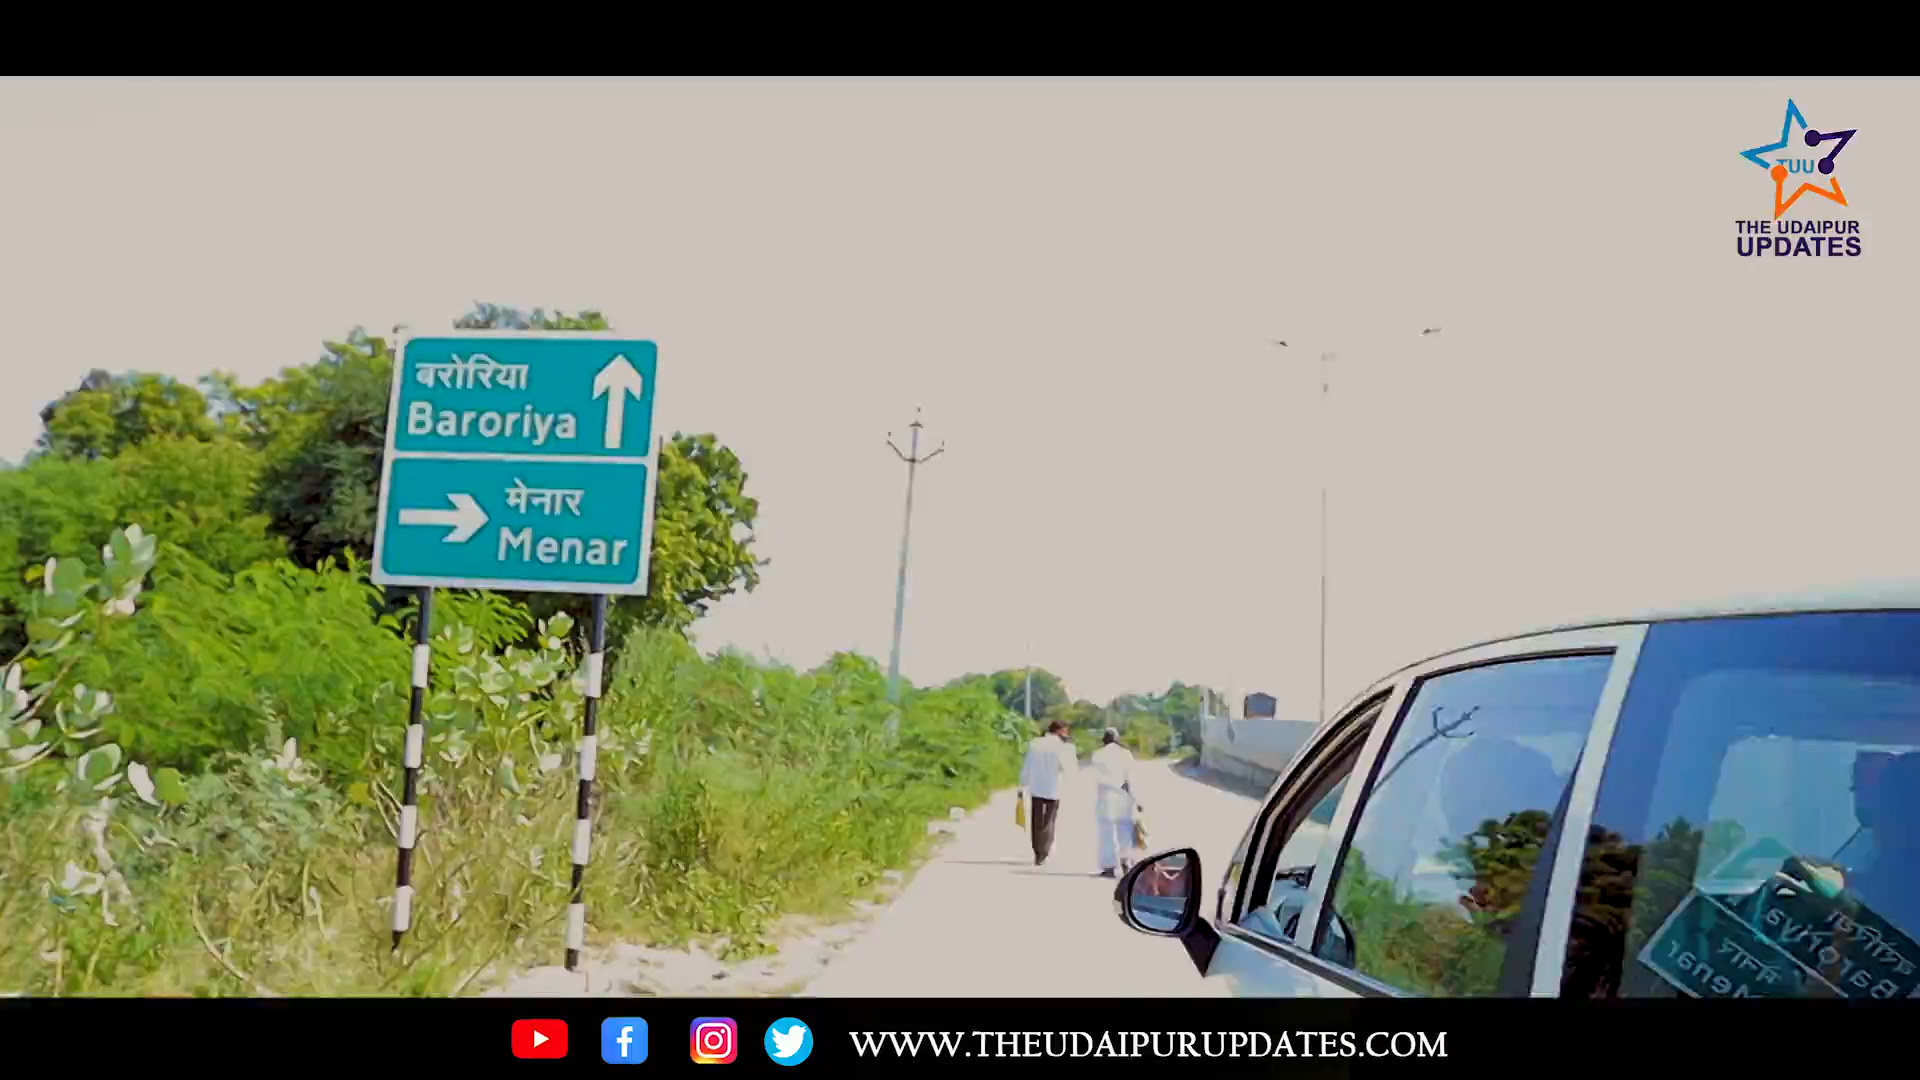 TUU
THE UDAIPUR
UPDATES
बरोरिया
Baroriya
मेनार
Menar
WWW.THEUDAIPURUPDATES.COM